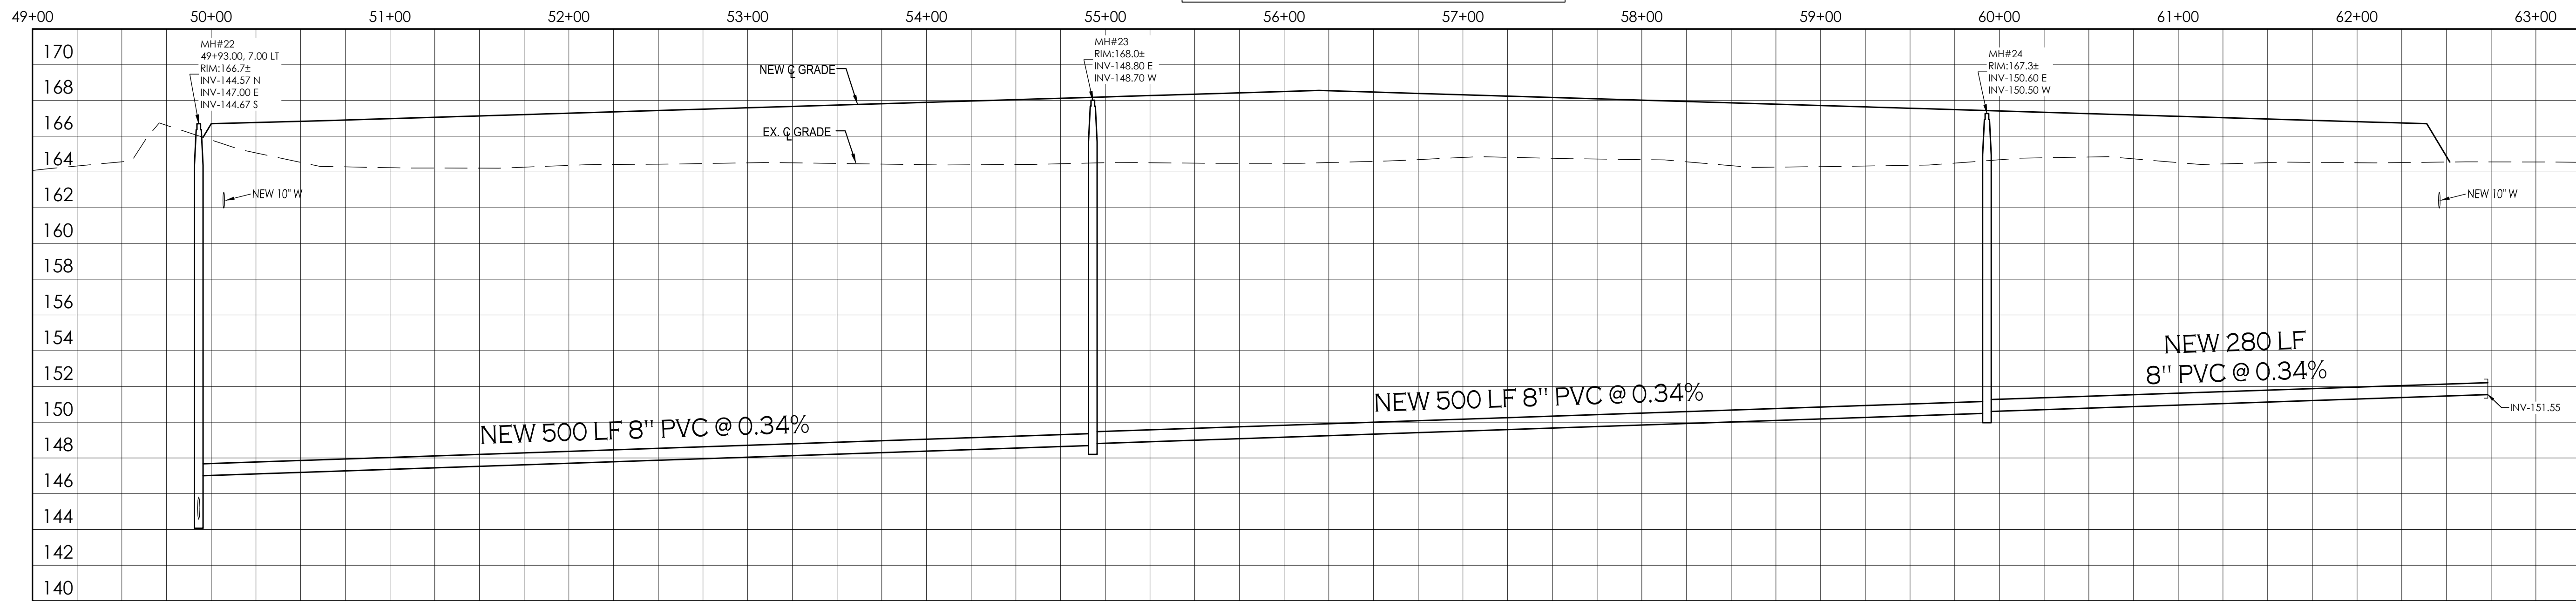 49+00 50+00 51+00 52+00 53+00 54+00 55+00 56+00 57+00 58+00 59+00 60+00 61+00 62+00 63+00
MH#22
49+93.00, 7.00 LT
RIM:166.7±
INV-144.57 N
INV-147.00 E
INV-144.67 S
NEW ℄ GRADE
EX. ℄ GRADE
MH#23
RIM:168.0±
INV-148.80 E
INV-148.70 W
MH#24
RIM:167.3±
INV-150.60 E
INV-150.50 W
170
168
166
164
162
160
158
156
154
152
150
148
146
144
142
140
NEW 10" W
NEW 10" W
NEW 500 LF 8" PVC @ 0.34%
NEW 500 LF 8" PVC @ 0.34%
NEW 280 LF
8" PVC @ 0.34%
INV-151.55